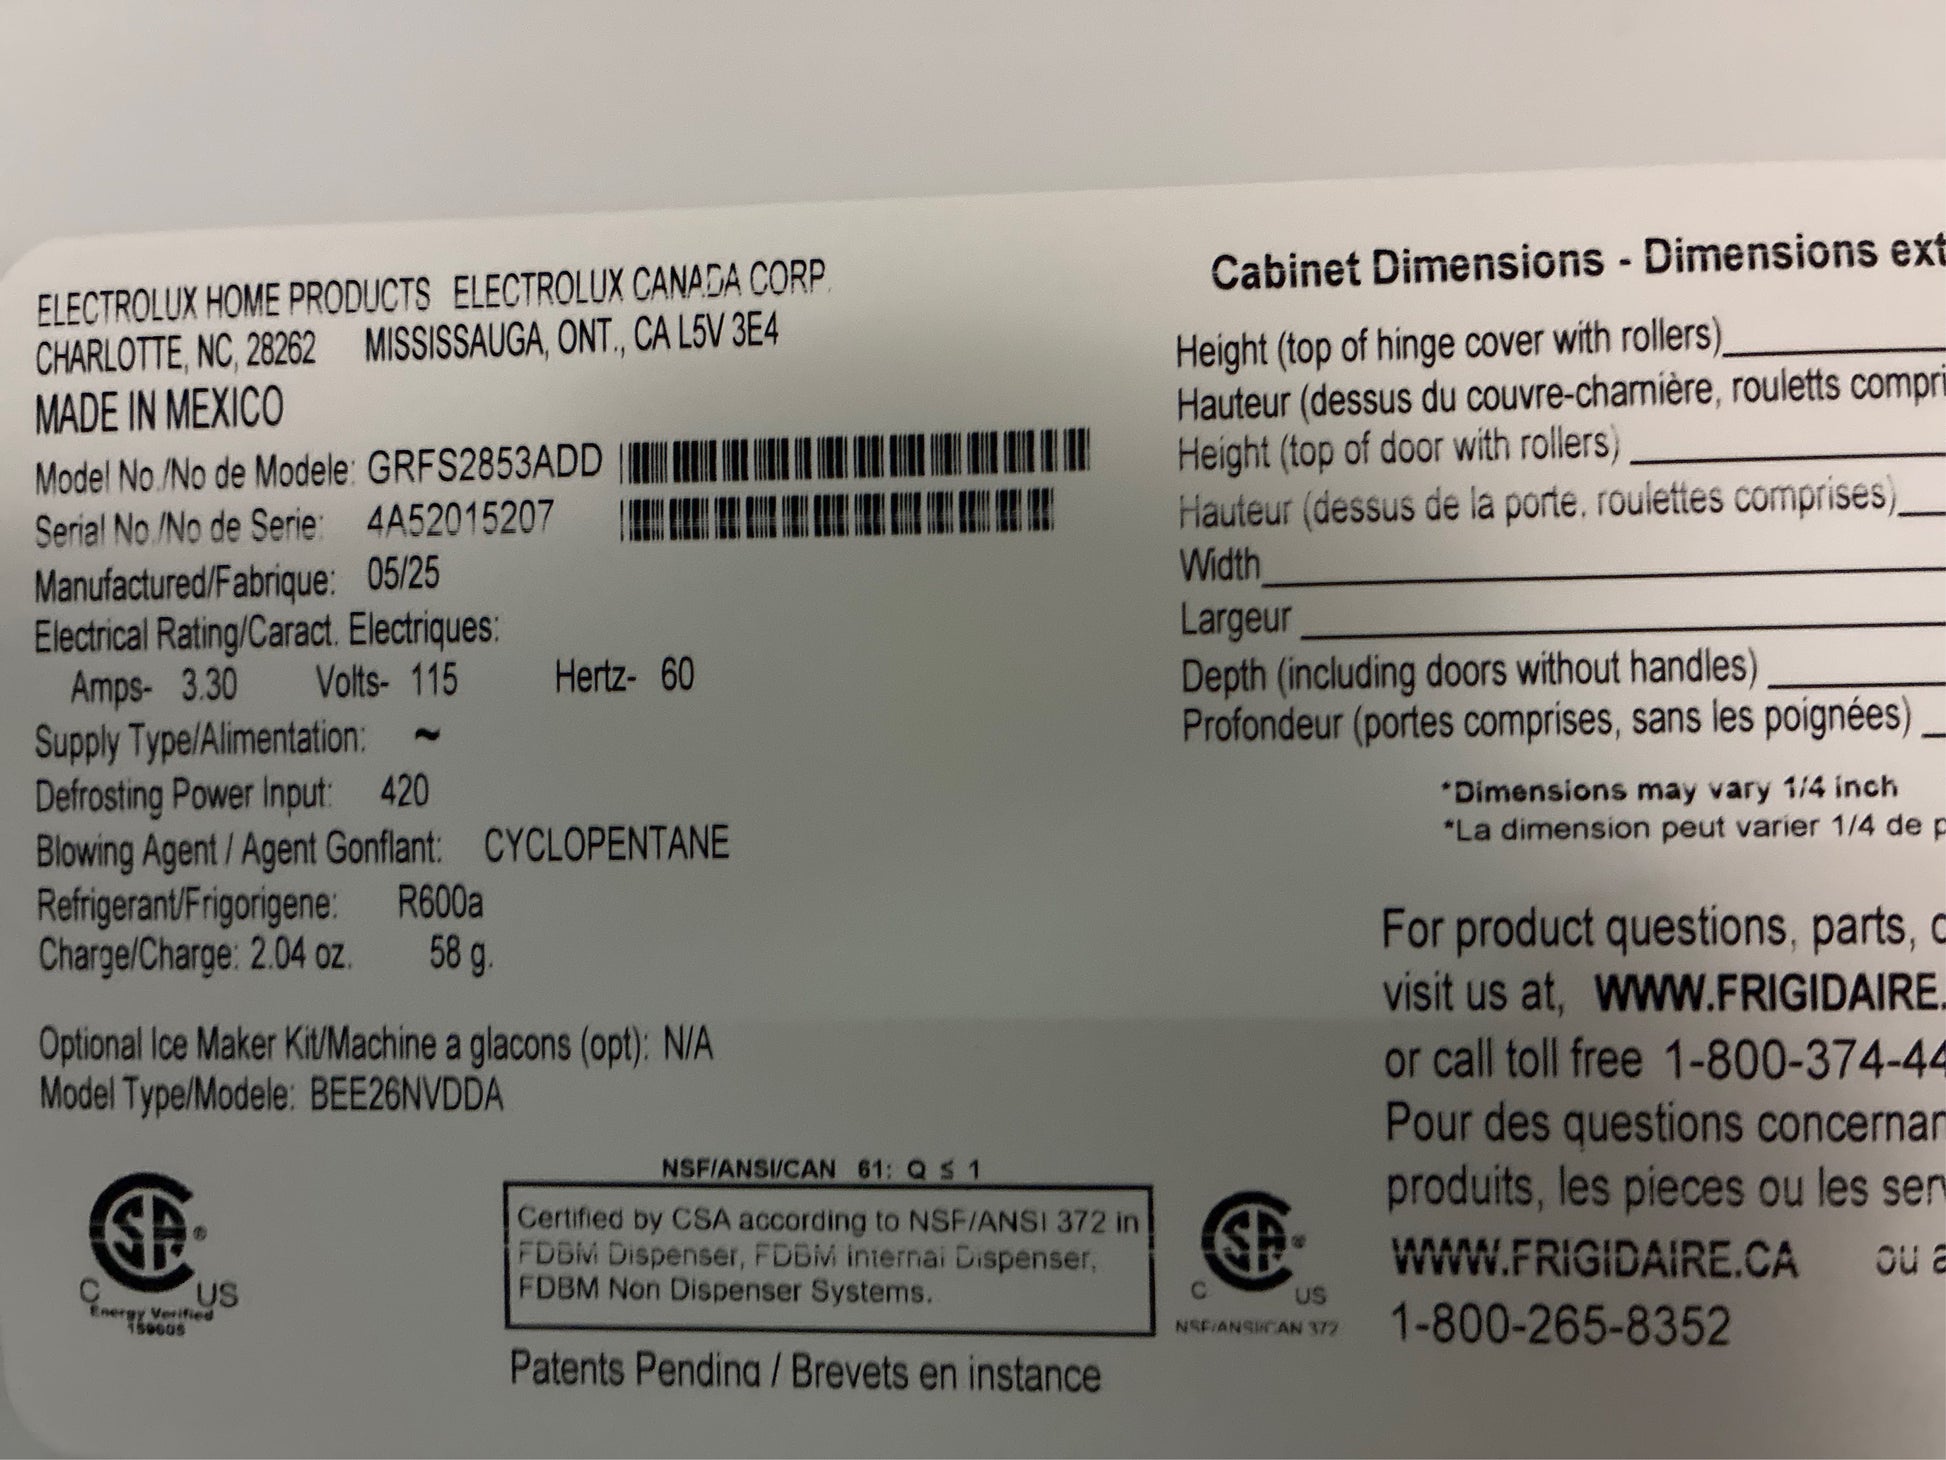 ELECTROLUX HOME PRODUCTS ELECTROLUX CANADA CORP.
CHARLOTTE, NC, 28262 MISSISSAUGA, ONT., CA L5V 3E4
MADE IN MEXICO
Model No./No de Modele: GRFS2853ADD
Serial No./No de Serie: 4A52015207
Manufactured/Fabrique: 05/25
Electrical Rating/Caract. Electriques:
Amps- 3.30 Volts- 115 Hertz- 60
Supply Type/Alimentation: ~
Defrosting Power Input: 420
Blowing Agent / Agent Gonflant: CYCLOPENTANE
Refrigerant/Frigorigene: R600a
Charge/Charge: 2.04 oz. 58 g.
Optional Ice Maker Kit/Machine a glacons (opt): N/A
Model Type/Modele: BEE26NVDDA
CSA®
C US
Energy Verified
159605
NSF/ANSI/CAN 61: Q ≤ 1
Certified by CSA according to NSF/ANSI 372 in
FDBM Dispenser, FDBM Internal Dispenser,
FDBM Non Dispenser Systems.
Patents Pending / Brevets en instance
CSA®
C US
NSF/ANSI/CAN 372
Cabinet Dimensions - Dimensions ext
Height (top of hinge cover with rollers)
Hauteur (dessus du couvre-charnière, rouletts compri
Height (top of door with rollers)
Hauteur (dessus de la porte, roulettes comprises)
Width
Largeur
Depth (including doors without handles)
Profondeur (portes comprises, sans les poignées)
*Dimensions may vary 1/4 inch
*La dimension peut varier 1/4 de p
For product questions, parts,
visit us at, WWW.FRIGIDAIRE.
or call toll free 1-800-374-44
Pour des questions concernan
produits, les pieces ou les serv
WWW.FRIGIDAIRE.CA ou a
1-800-265-8352